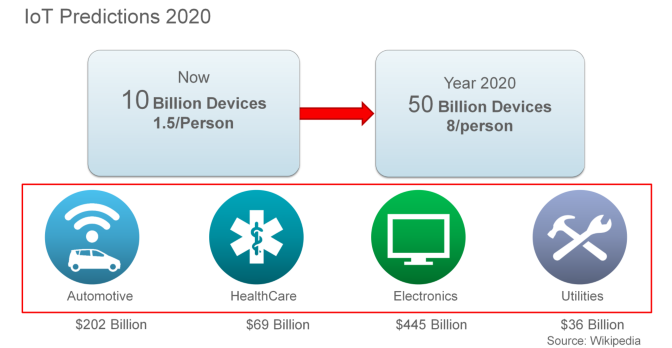 IoT Predictions 2020
Now
10 Billion Devices
1.5/Person
Year 2020
50 Billion Devices
8/person
Automotive
HealthCare
Electronics
Utilities
$202 Billion
$69 Billion
$445 Billion
$36 Billion
Source: Wikipedia